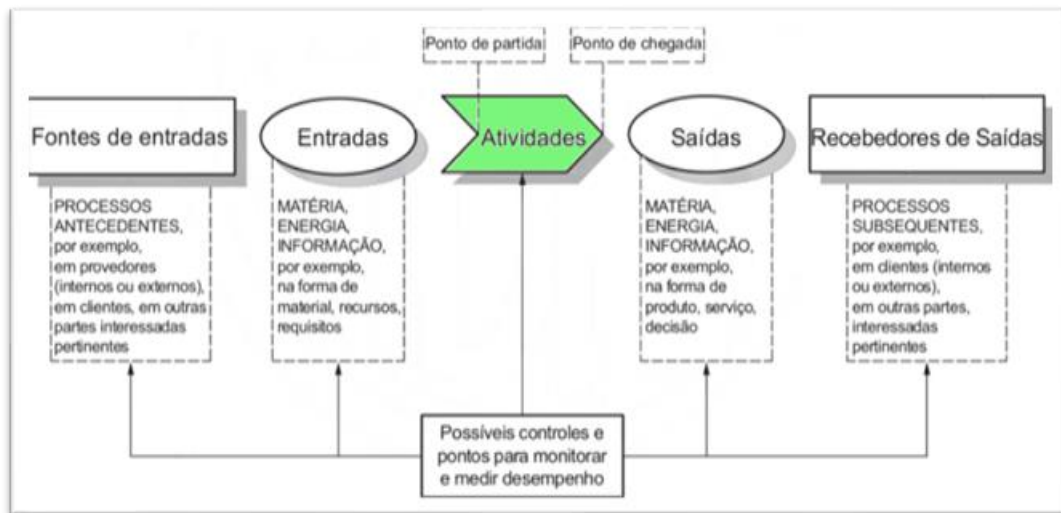 Ponto de partida
Ponto de chegada
Fontes de entradas
Entradas
Atividades
Saídas
Recebedores de Saídas
PROCESSOS
ANTECEDENTES,
por exemplo,
em provedores
(internos ou externos),
em clientes, em outras
partes interessadas
pertinentes
MATÉRIA,
ENERGIA,
INFORMAÇÃO,
por exemplo,
na forma de
material, recursos,
requisitos
MATÉRIA,
ENERGIA,
INFORMAÇÃO,
por exemplo,
na forma de
produto, serviço,
decisão
PROCESSOS
SUBSEQUENTES,
por exemplo,
em clientes (internos
ou externos),
em outras partes,
interessadas
pertinentes
Possíveis controles e
pontos para monitorar
e medir desempenho